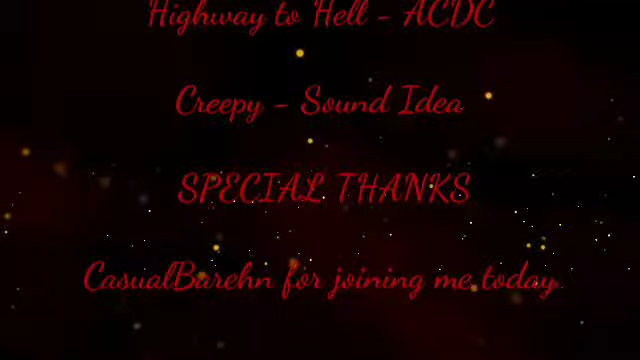 Highway to Hell - ACDC
Creepy - Sound Idea
SPECIAL THANKS
CasualBarehn for joining me today